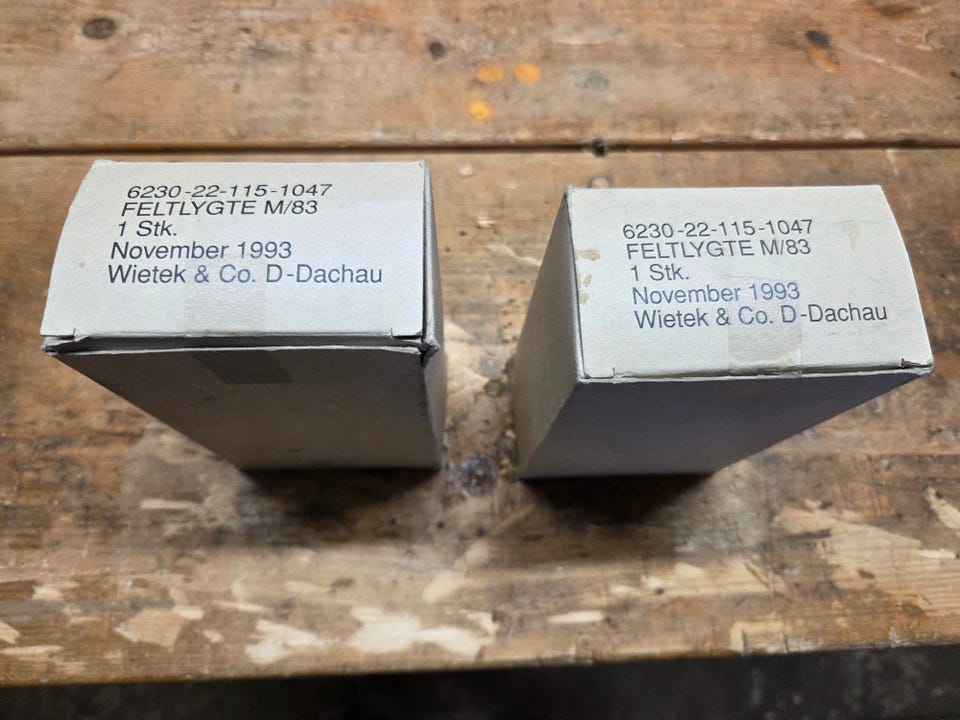 6230-22-115-1047
FELTLYGTE M/83
1 Stk.
November 1993
Wietek & Co. D-Dachau
6230-22-115-1047
FELTLYGTE M/83
1 Stk.
November 1993
Wietek & Co. D-Dachau